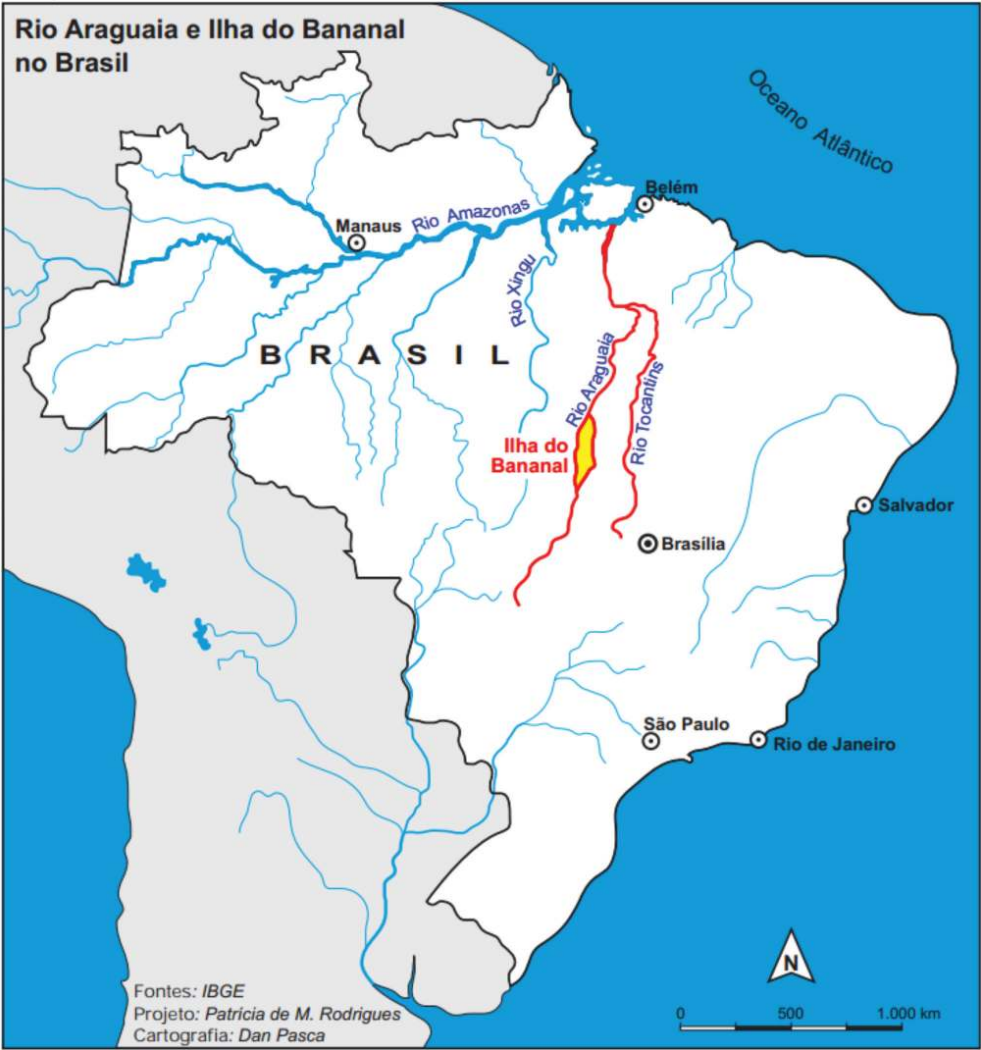 Rio Araguaia e Ilha do Bananal
no Brasil
Oceano Atlântico
Belém
Rio Amazonas
Manaus
Rio Xingu
BRASIL
Rio Araguaia
Rio Tocantins
Ilha do
Bananal
Salvador
Brasília
São Paulo
Rio de Janeiro
N
Fontes: IBGE
Projeto: Patricia de M. Rodrigues
Cartografia: Dan Pasca
0 500 1.000 km